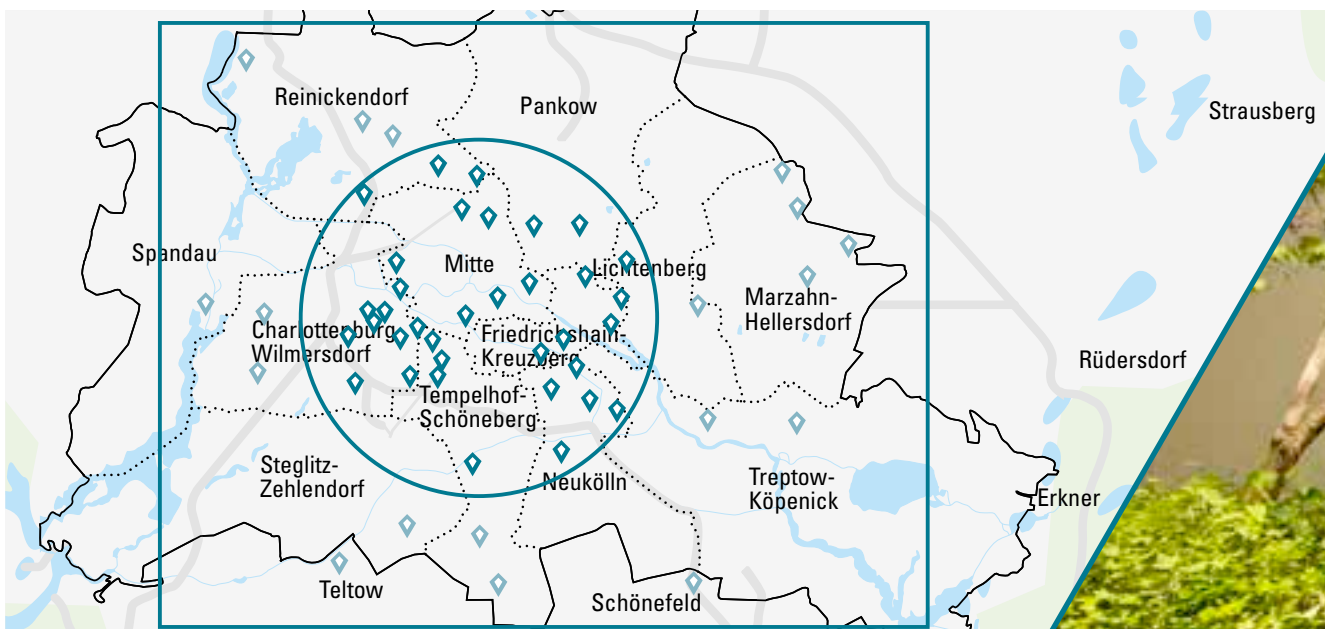 Reinickendorf
Pankow
Strausberg
Spandau
Mitte
Lichtenberg
Marzahn-
Hellersdorf
Charlottenburg
Wilmersdorf
Friedrichshain-
Kreuzberg
Rüdersdorf
Tempelhof-
Schöneberg
Steglitz-
Zehlendorf
Neukölln
Treptow-
Köpenick
Erkner
Teltow
Schönefeld